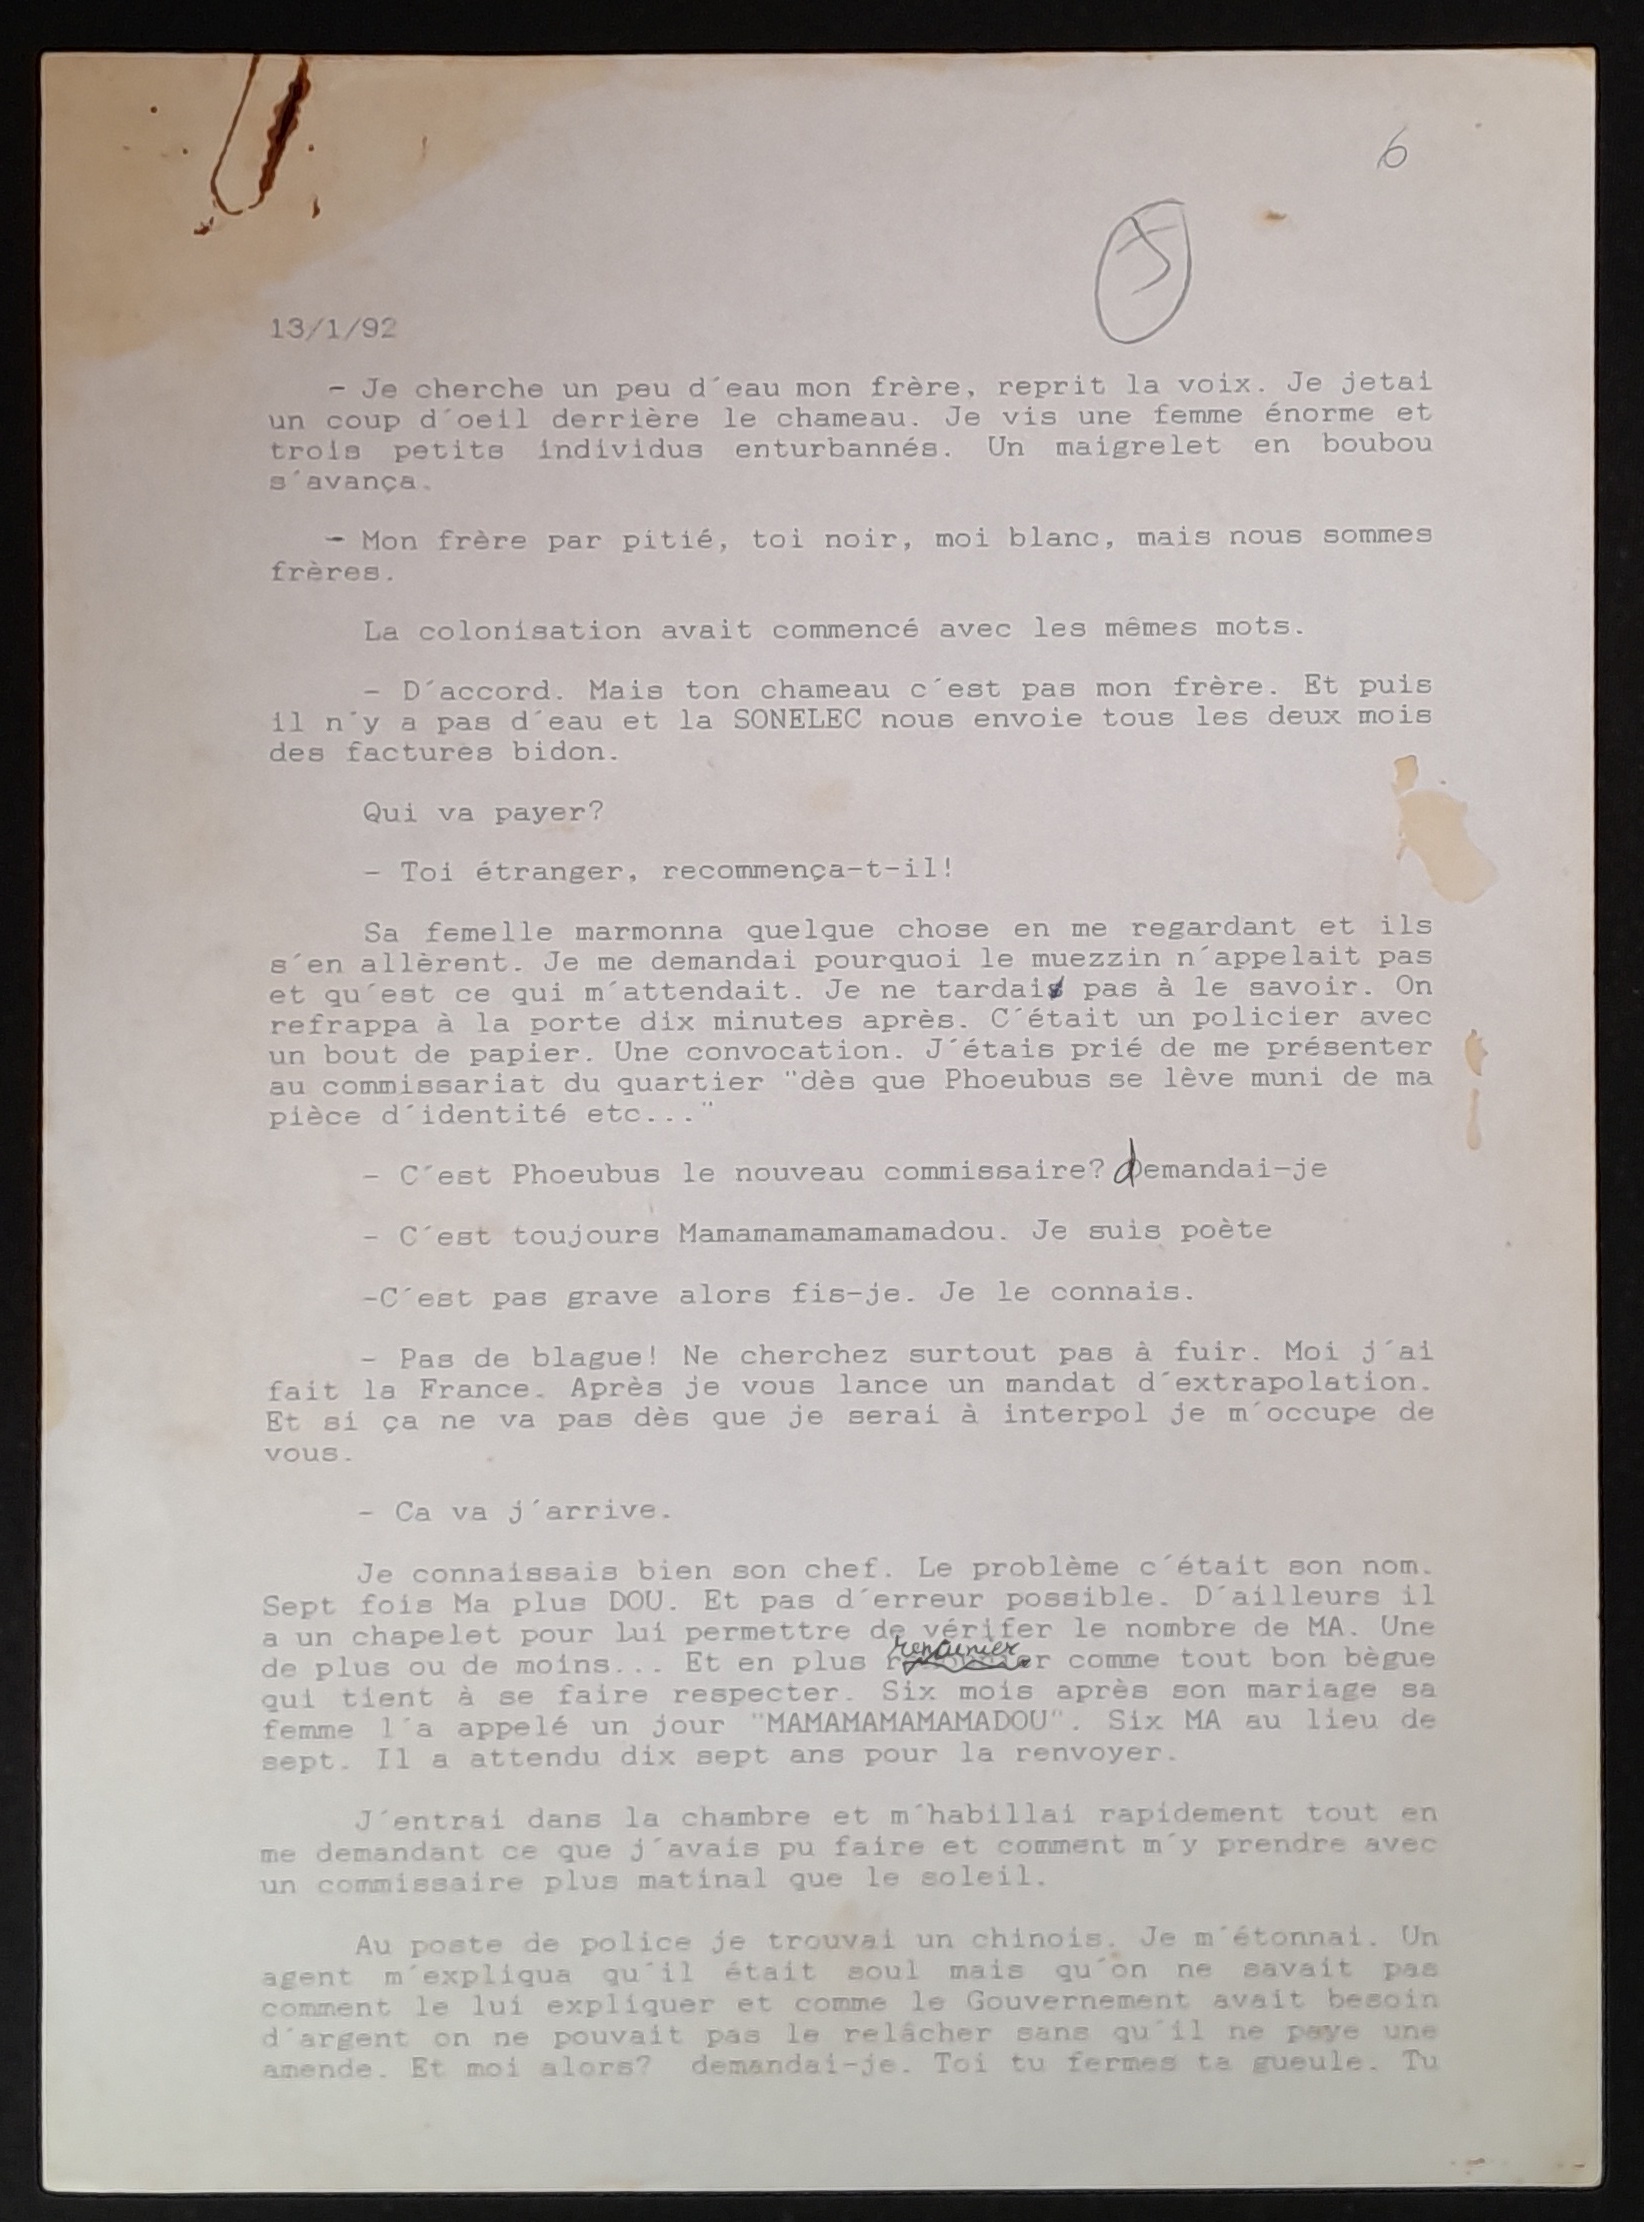 6
5
13/1/92
- Je cherche un peu d´eau mon frère, reprit la voix. Je jetai
un coup d´oeil derrière le chameau. Je vis une femme énorme et
trois petits individus enturbannés. Un maigrelet en boubou
s´avança.
- Mon frère par pitié, toi noir, moi blanc, mais nous sommes
frères.
La colonisation avait commencé avec les mêmes mots.
- D´accord. Mais ton chameau c´est pas mon frère. Et puis
il n´y a pas d´eau et la SONELEC nous envoie tous les deux mois
des factures bidon.
Qui va payer?
- Toi étranger, recommença-t-il!
Sa femelle marmonna quelque chose en me regardant et ils
s´en allèrent. Je me demandai pourquoi le muezzin n´appelait pas
et qu´est ce qui m´attendait. Je ne tardai pas à le savoir. On
refrappa à la porte dix minutes après. C´était un policier avec
un bout de papier. Une convocation. J´étais prié de me présenter
au commissariat du quartier "dès que Phoeubus se lève muni de ma
pièce d´identité etc..."
- C´est Phoeubus le nouveau commissaire? demandai-je
- C´est toujours Mamamamamamamadou. Je suis poète
-C´est pas grave alors fis-je. Je le connais.
- Pas de blague! Ne cherchez surtout pas à fuir. Moi j´ai
fait la France. Après je vous lance un mandat d´extrapolation.
Et si ça ne va pas dès que je serai à interpol je m´occupe de
vous.
- Ca va j´arrive.
Je connaissais bien son chef. Le problème c´était son nom.
Sept fois Ma plus DOU. Et pas d´erreur possible. D´ailleurs il
a un chapelet pour lui permettre de vérifer le nombre de MA. Une
de plus ou de moins... Et en plus rancunier comme tout bon bègue
qui tient à se faire respecter. Six mois après son mariage sa
femme l´a appelé un jour "MAMAMAMAMAMADOU". Six MA au lieu de
sept. Il a attendu dix sept ans pour la renvoyer.
J´entrai dans la chambre et m´habillai rapidement tout en
me demandant ce que j´avais pu faire et comment m´y prendre avec
un commissaire plus matinal que le soleil.
Au poste de police je trouvai un chinois. Je m´étonnai. Un
agent m´expliqua qu´il était soul mais qu´on ne savait pas
comment le lui expliquer et comme le Gouvernement avait besoin
d´argent on ne pouvait pas le relâcher sans qu´il ne paye une
amende. Et moi alors? demandai-je. Toi tu fermes ta gueule. Tu